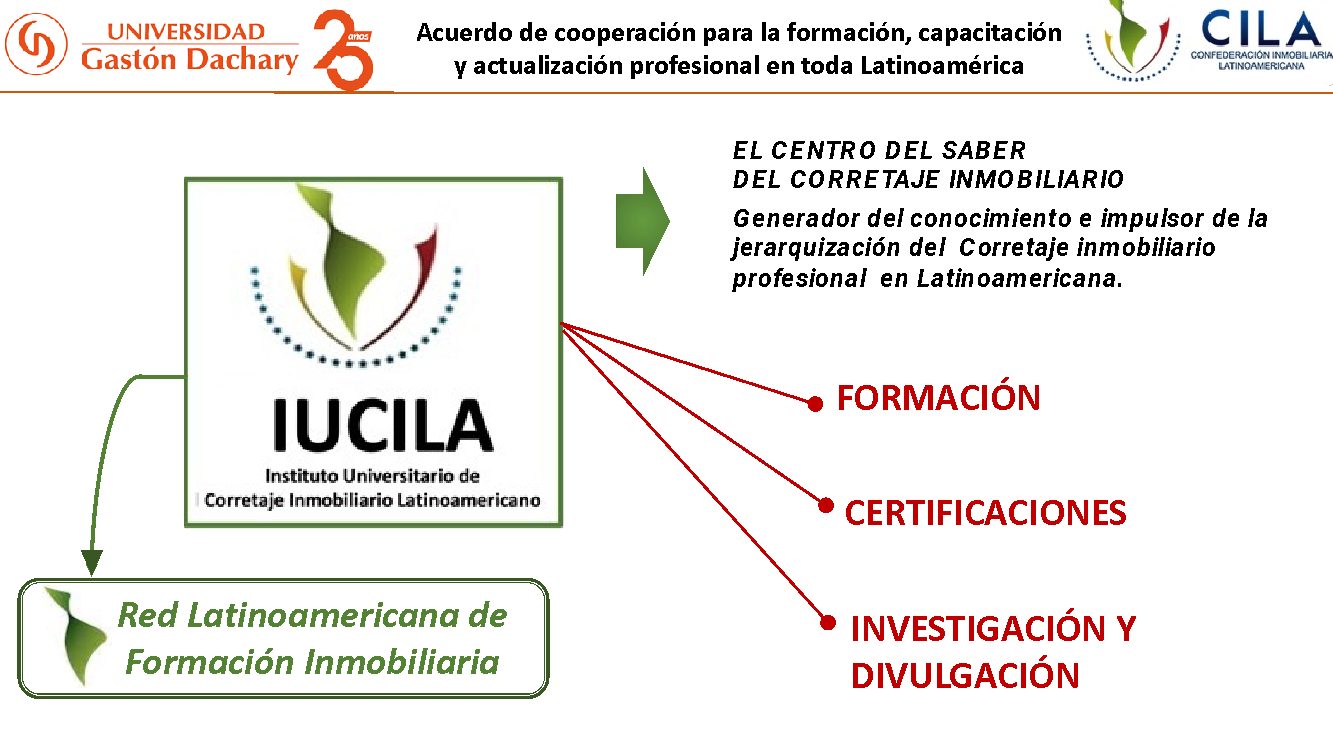 UNIVERSIDAD
Gastón Dachary
25
años
Acuerdo de cooperación para la formación, capacitación
y actualización profesional en toda Latinoamérica
CILA
CONFEDERACIÓN INMOBILIARIA
LATINOAMERICANA
EL CENTRO DEL SABER
DEL CORRETAJE INMOBILIARIO
Generador del conocimiento e impulsor de la
jerarquización del Corretaje inmobiliario
profesional en Latinoamericana.
IUCILA
Instituto Universitario de
Corretaje Inmobiliario Latinoamericano
FORMACIÓN
CERTIFICACIONES
INVESTIGACIÓN Y
DIVULGACIÓN
Red Latinoamericana de
Formación Inmobiliaria